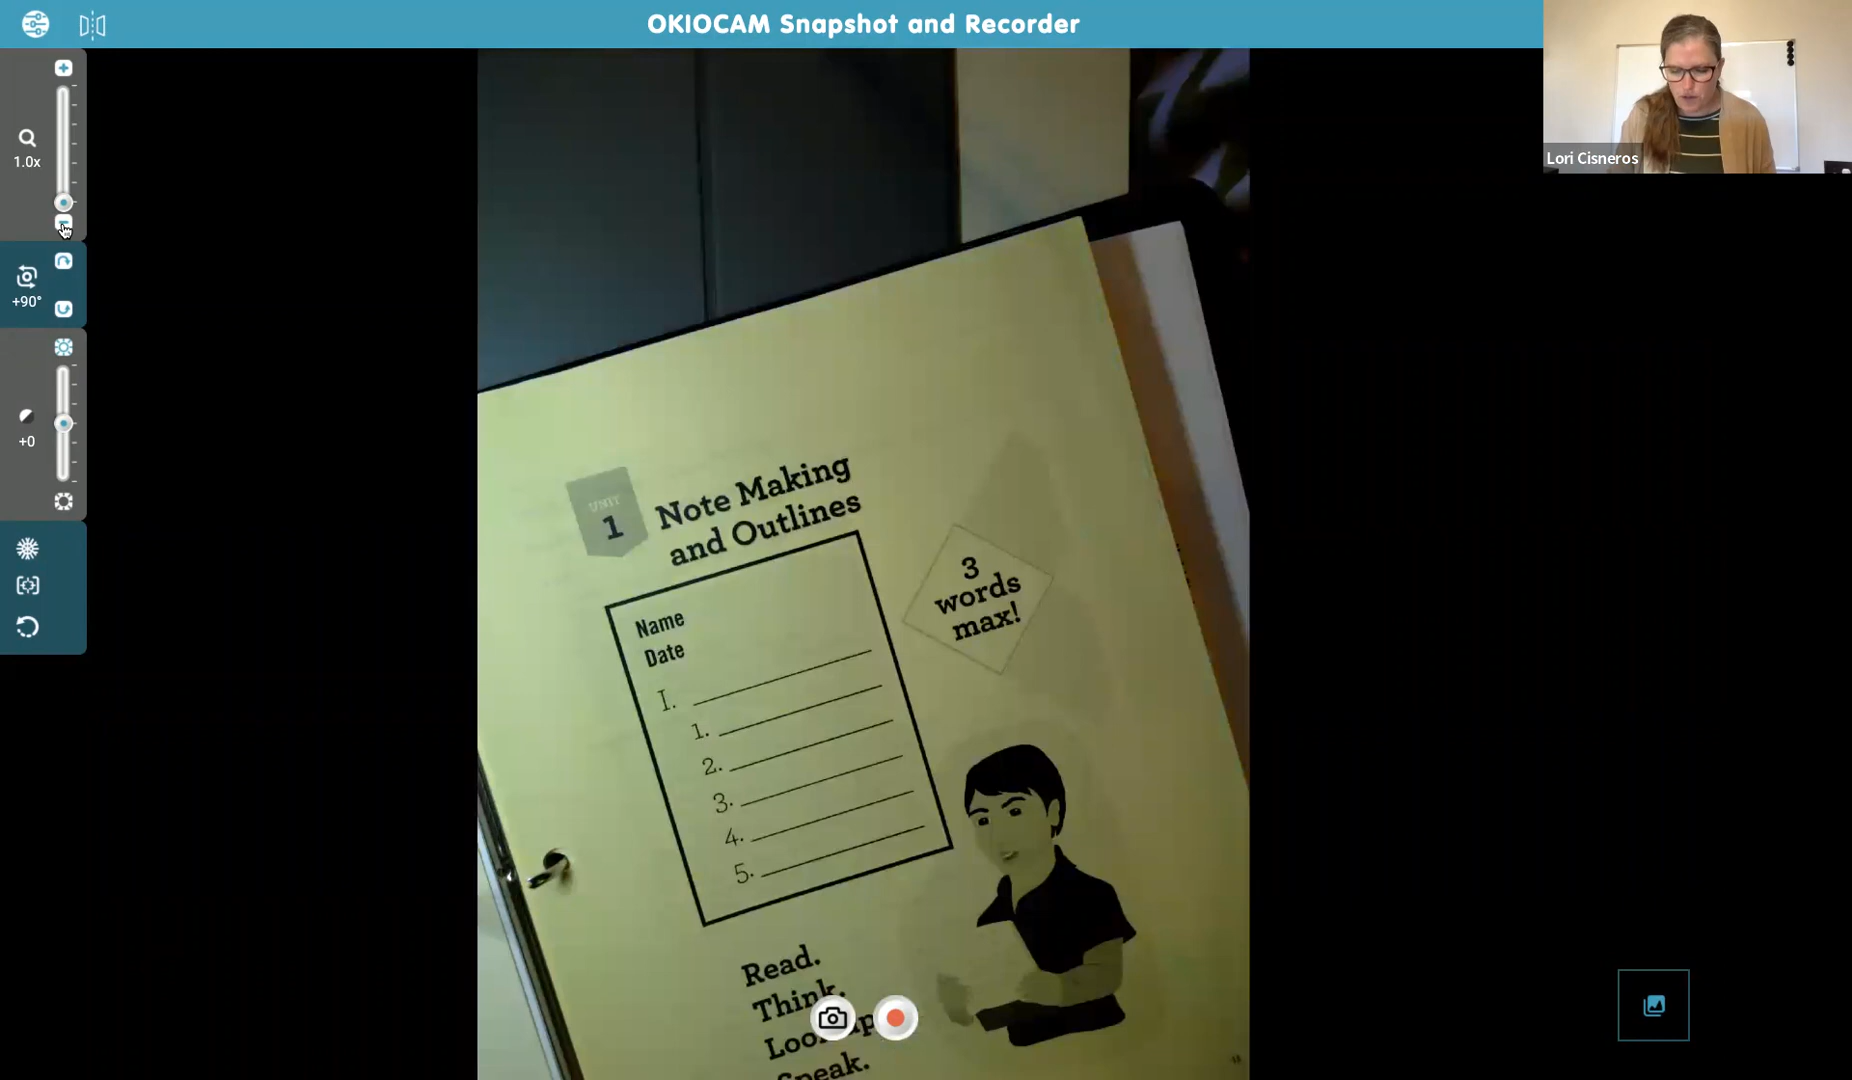 OKIOCAM Snapshot and Recorder
Lori Cisneros
1.0x
+90°
+0
UNIT
1
Note Making
and Outlines
3
words
max!
Name
Date
I.
1.
2.
3.
4.
5.
Read.
Think.
Speak.